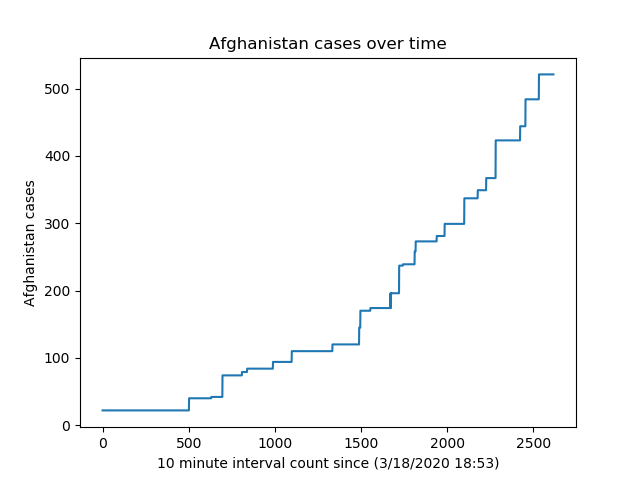 Afghanistan cases over time
Afghanistan cases
500
400
300
200
100
0
0 500 1000 1500 2000 2500
10 minute interval count since (3/18/2020 18:53)